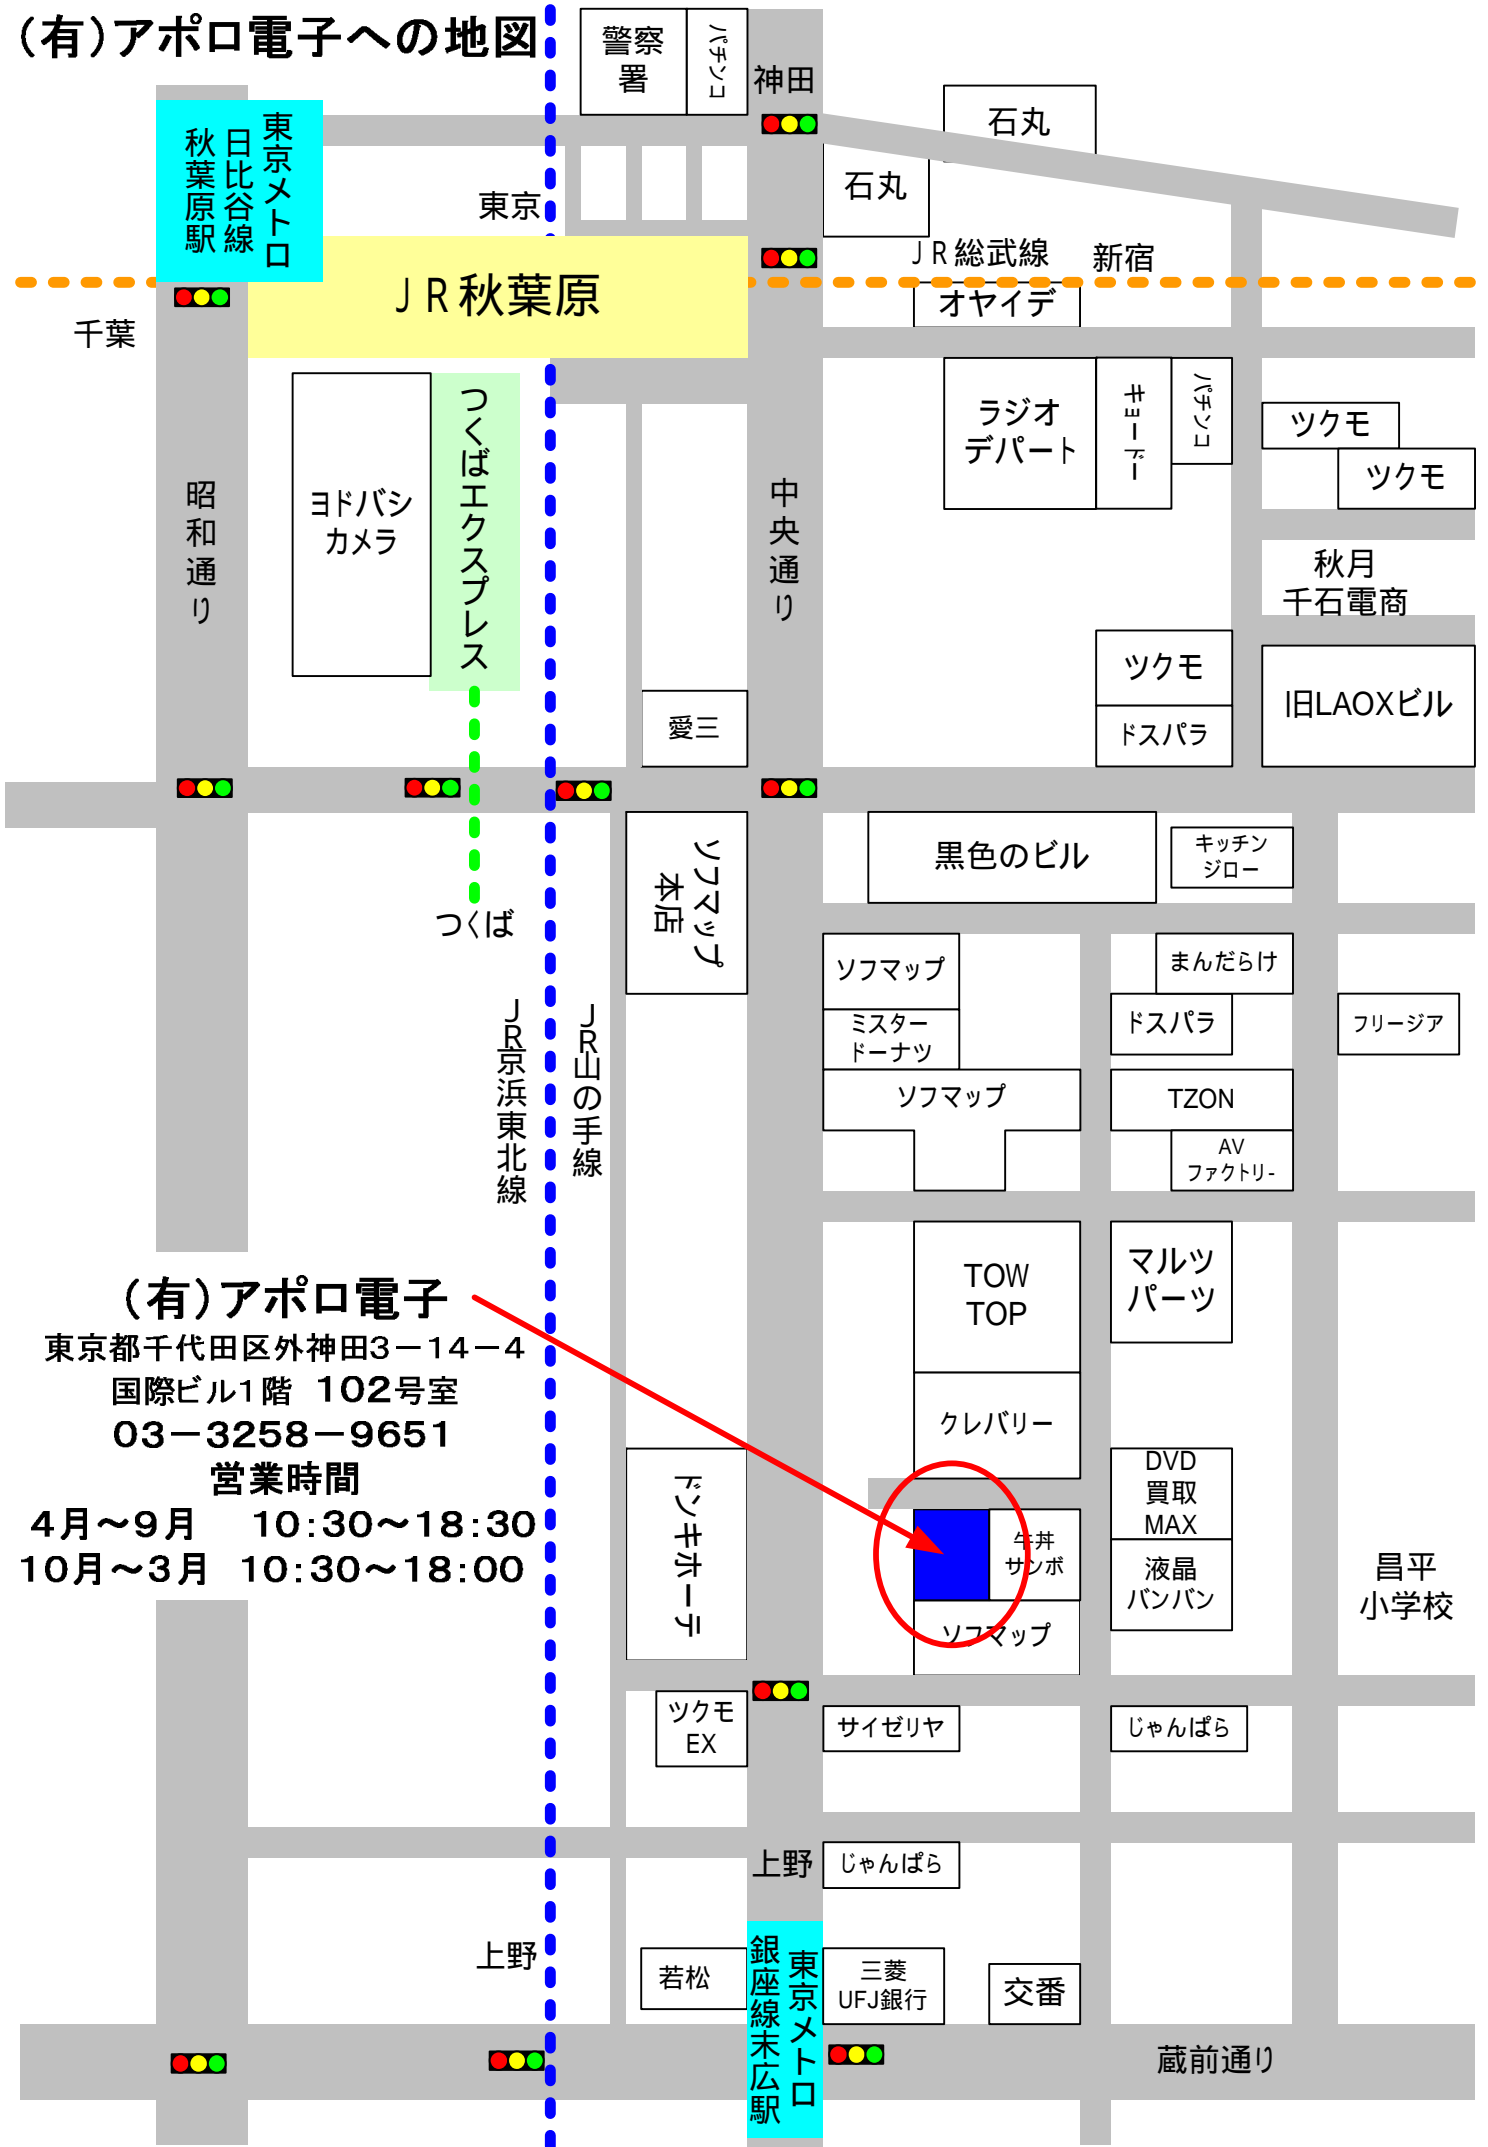 (有)アポロ電子への地図
警察
署
パチンコ
神田
東京メトロ
日比谷線
秋葉原駅
石丸
石丸
東京
JR総武線
新宿
JR秋葉原
オヤイデ
千葉
ヨドバシ
カメラ
つくばエクスプレス
ラジオ
デパート
キョードー
パチンコ
ツクモ
ツクモ
昭和通り
中央通り
秋月
千石電商
ツクモ
ドスパラ
旧LAOXビル
愛三
ソフマップ
本店
黒色のビル
キッチン
ジロー
つくば
ソフマップ
まんだらけ
ミスター
ドーナツ
ドスパラ
フリージア
JR京浜東北線
JR山の手線
ソフマップ
TZON
AV
ファクトリ-
(有)アポロ電子
東京都千代田区外神田3－14－4
国際ビル1階 102号室
03－3258－9651
営業時間
4月～9月 10:30～18:30
10月～3月 10:30～18:00
TOW
TOP
マルツ
パーツ
クレバリー
ドンキホーテ
DVD
買取
MAX
牛丼
サンボ
液晶
バンバン
昌平
小学校
ソフマップ
ツクモ
EX
サイゼリヤ
じゃんぱら
上野
じゃんぱら
上野
若松
東京メトロ
銀座線末広駅
三菱
UFJ銀行
交番
蔵前通り